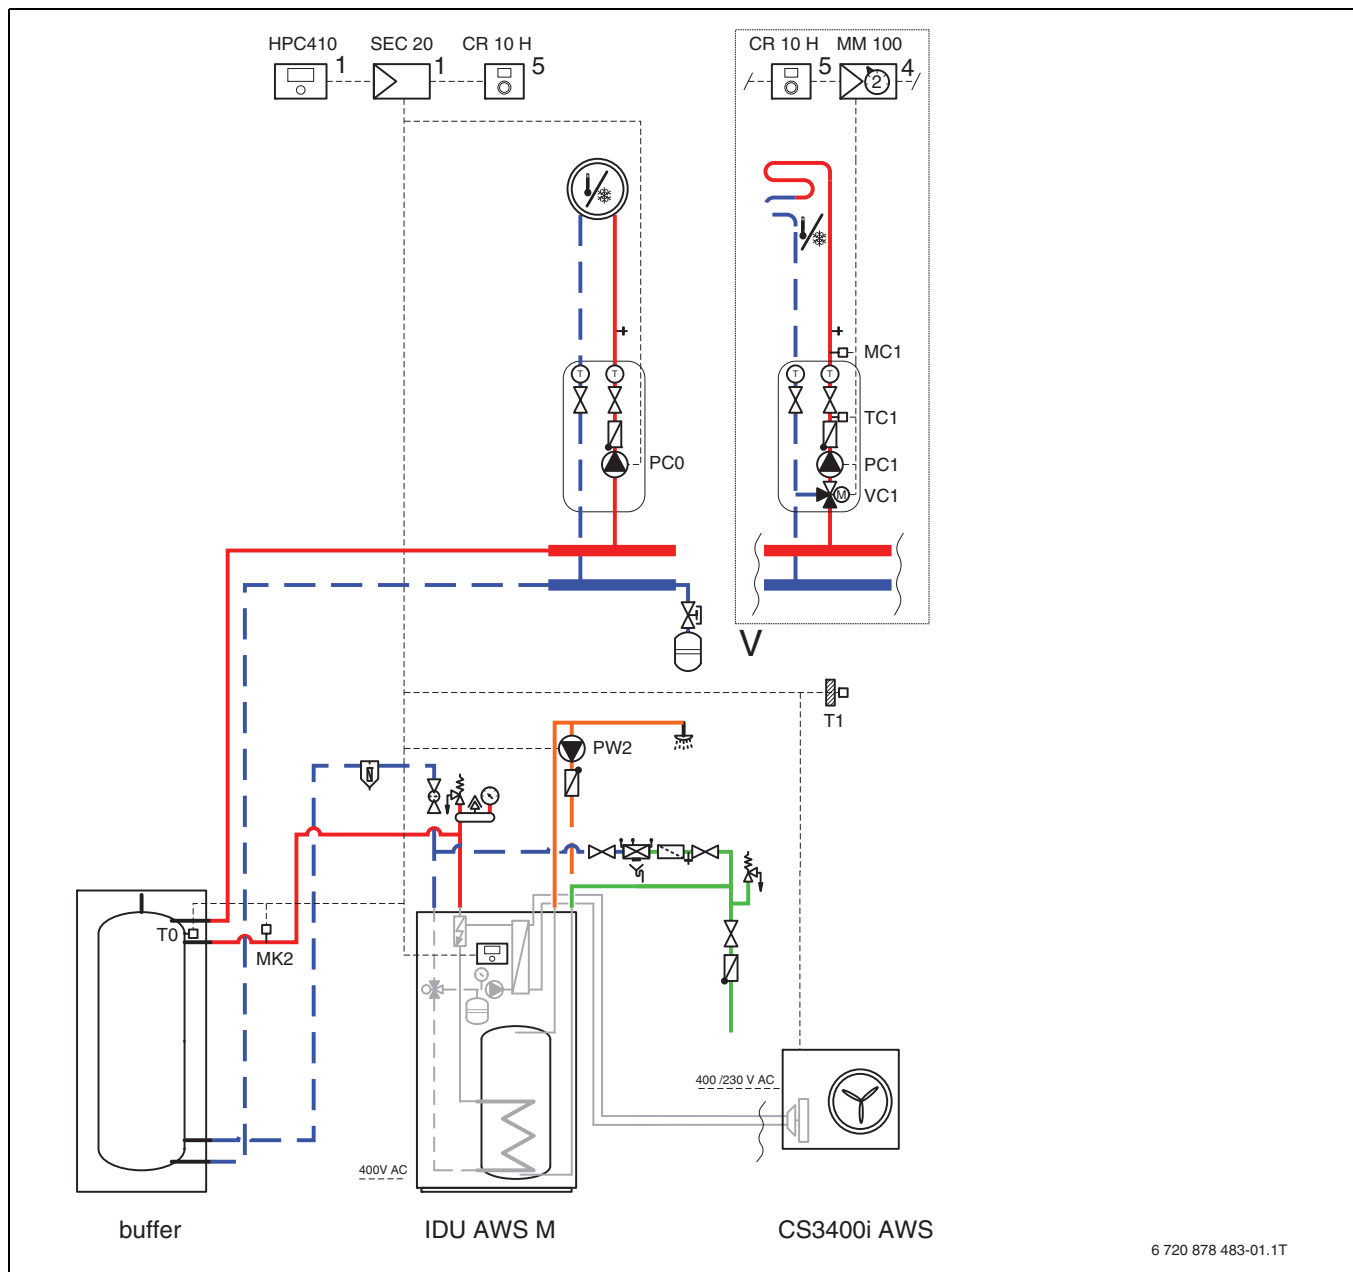 HPC410 SEC 20 CR 10 H
1 1 5
CR 10 H MM 100
5 2 4
T T
PC0
MC1
T T
TC1
PC1
M VC1
V
T1
PW2
T0
MK2
400 /230 V AC
400V AC
buffer IDU AWS M CS3400i AWS
6 720 878 483-01.1T